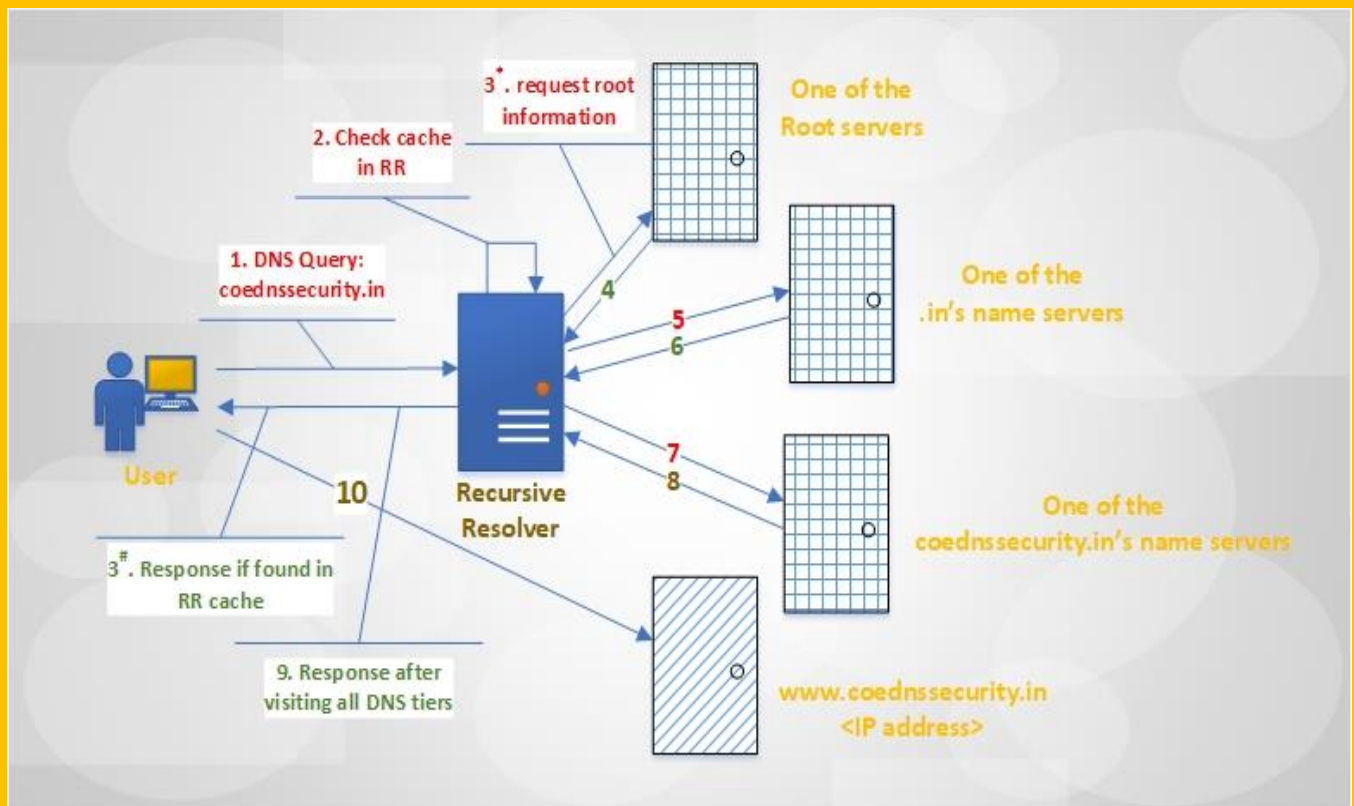 3*. request root
information
One of the
Root servers
2. Check cache
in RR
1. DNS Query:
coednssecurity.in
4
One of the
.in's name servers
5
6
User
10
Recursive
Resolver
7
8
One of the
coednssecurity.in's name servers
3#. Response if found in
RR cache
9. Response after
visiting all DNS tiers
www.coednssecurity.in
<IP address>